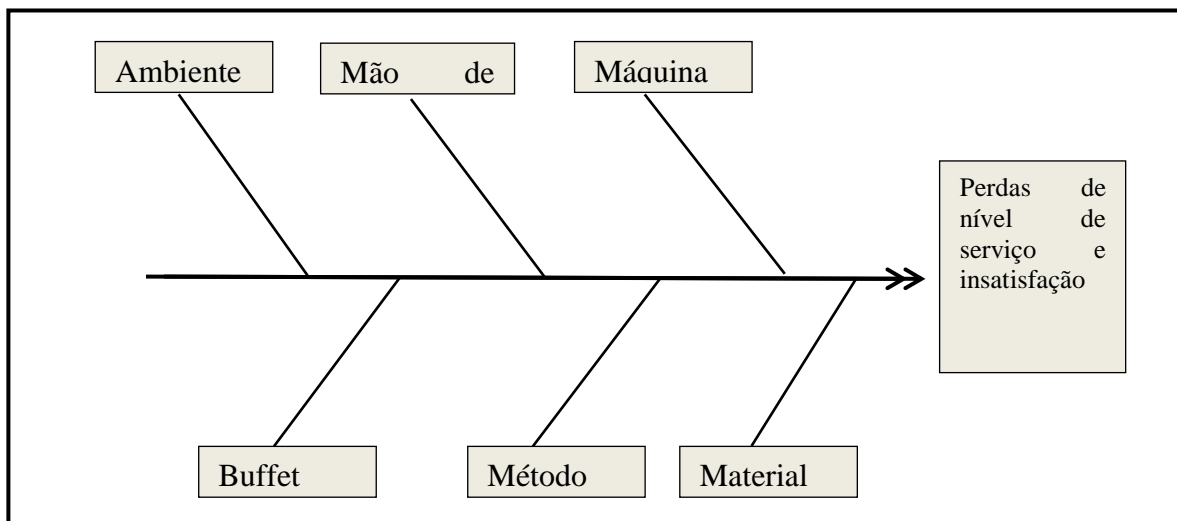 Ambiente
Mão de
Máquina
Perdas de
nível de
serviço e
insatisfação
Buffet
Método
Material